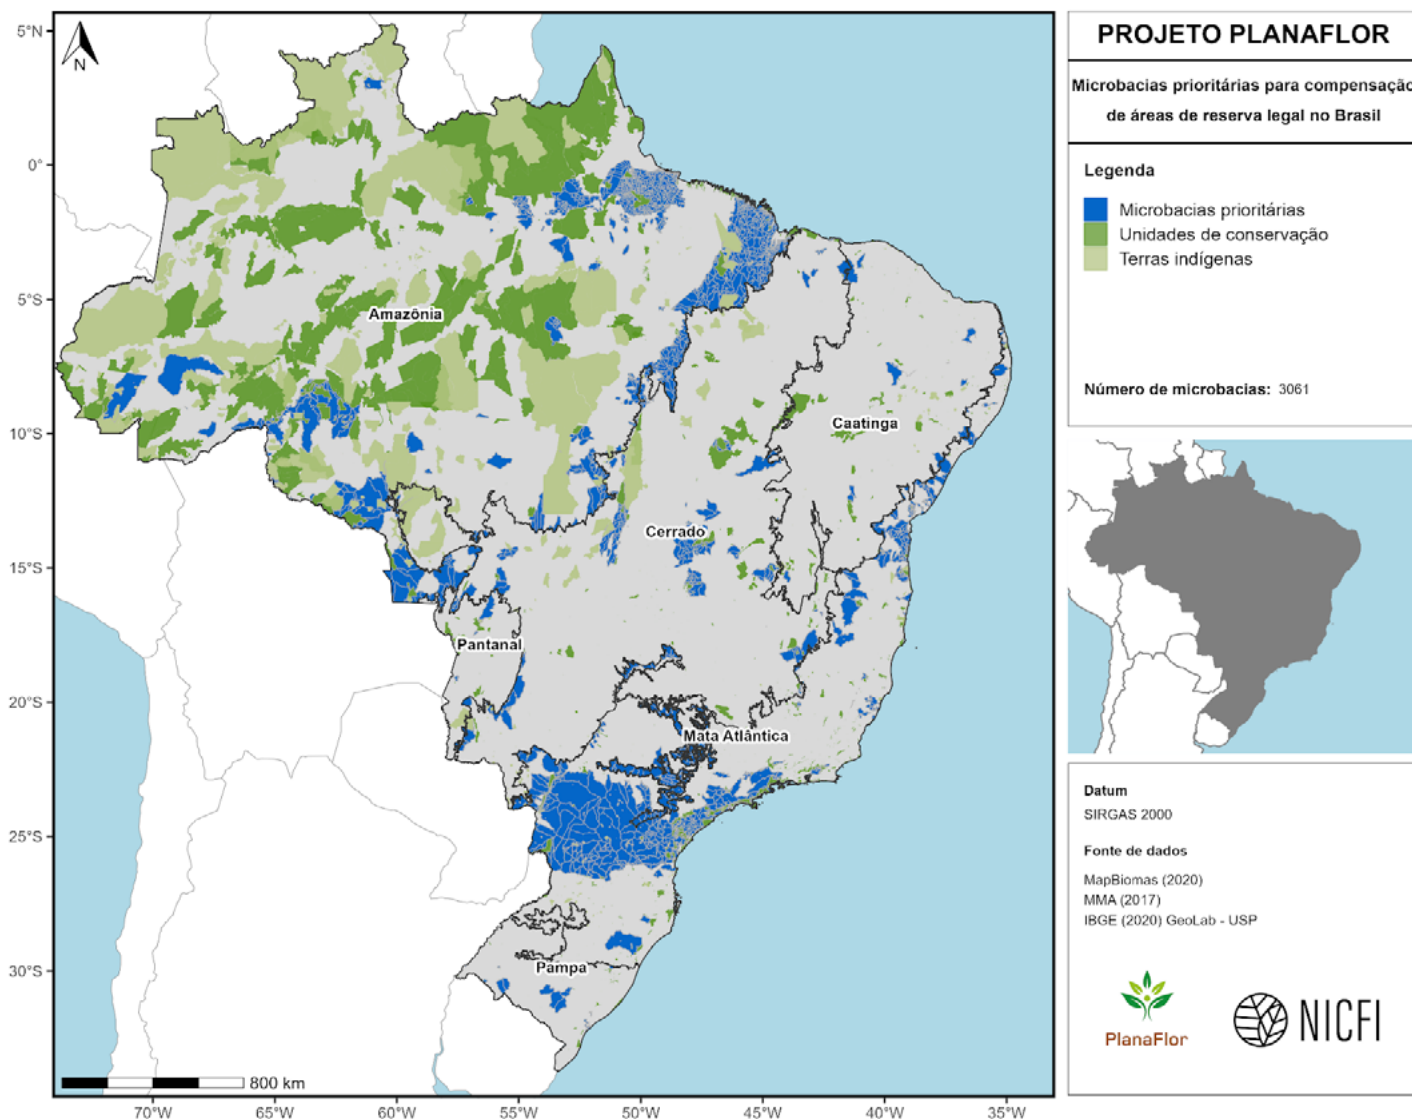 PROJETO PLANAFLOR
Microbacias prioritárias para compensação
de áreas de reserva legal no Brasil
Legenda
Microbacias prioritárias
Unidades de conservação
Terras indígenas
Número de microbacias: 3061
Datum
SIRGAS 2000
Fonte de dados
MapBiomas (2020)
MMA (2017)
IBGE (2020) GeoLab - USP
PlanaFlor
NICFI
N
5°N
0°
5°S
10°S
15°S
20°S
25°S
30°S
Amazônia
Caatinga
Cerrado
Pantanal
Mata Atlântica
Pampa
800 km
70°W
65°W
60°W
55°W
50°W
45°W
40°W
35°W